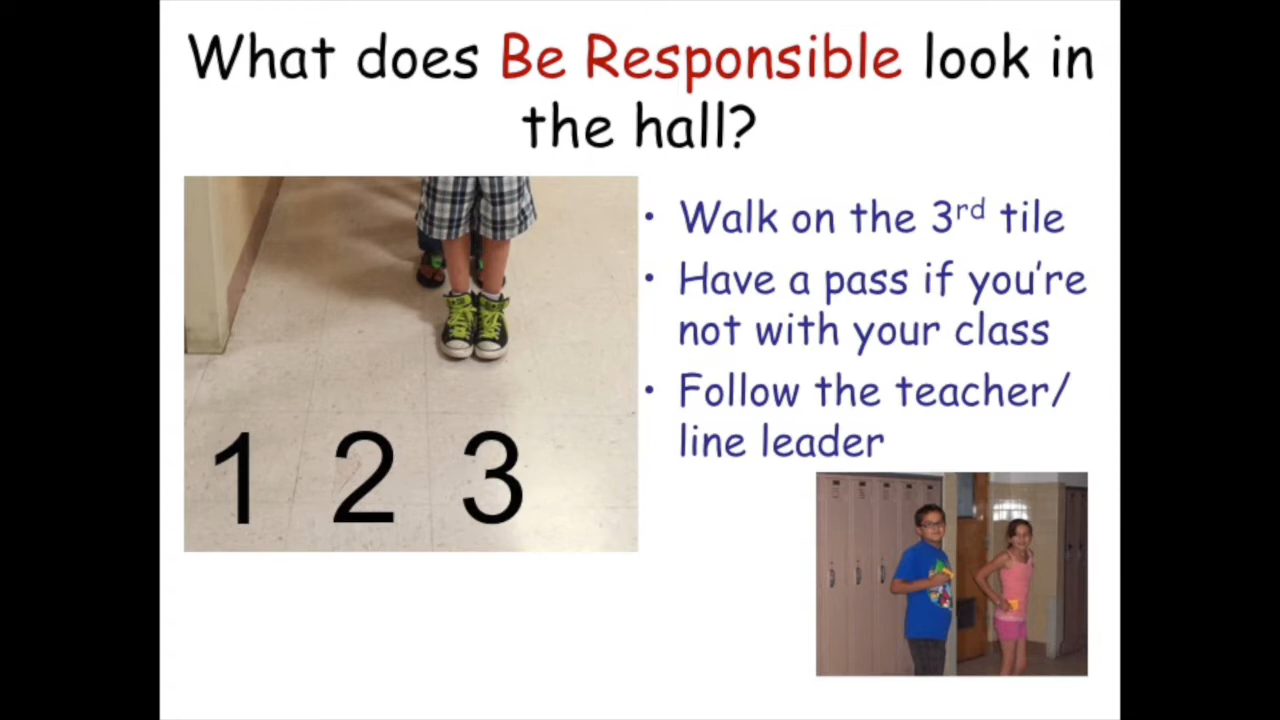 What does Be Responsible look in
the hall?
• Walk on the 3rd tile
• Have a pass if you're
not with your class
• Follow the teacher/
line leader
1 2 3